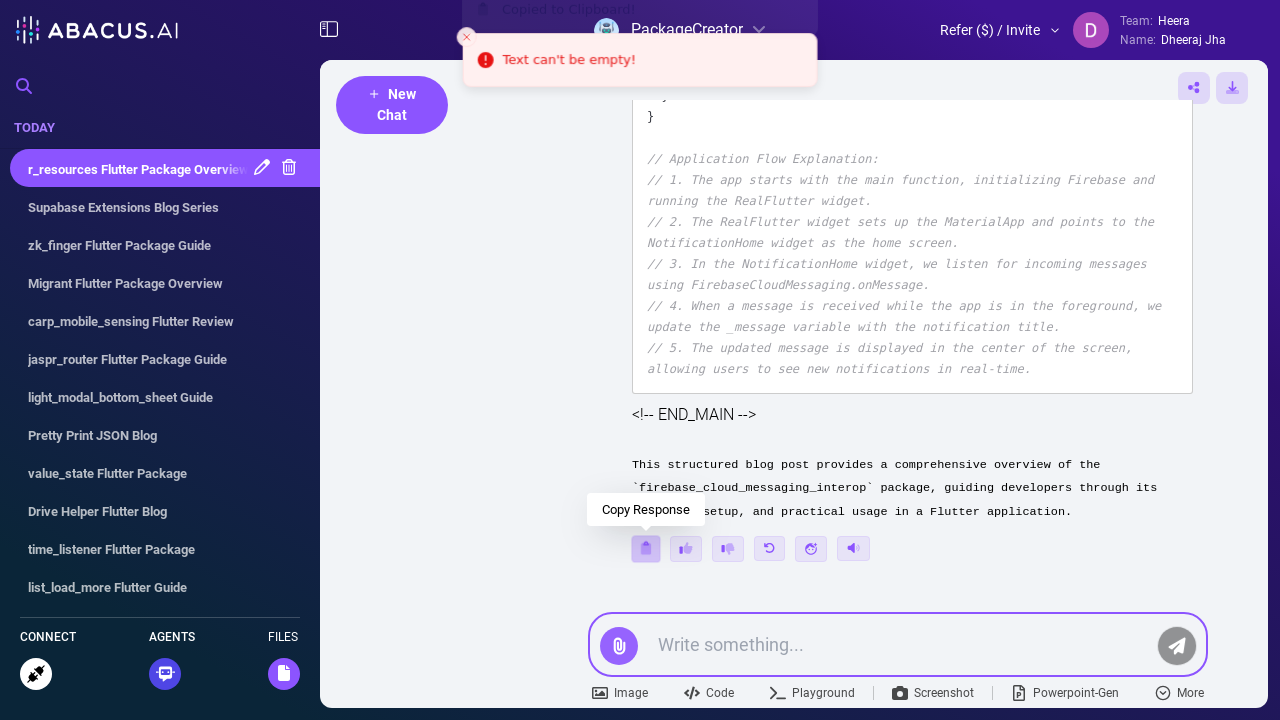 ABACUS.AI
Copied to Clipboard!
PackageCreator
Text can't be empty!
Refer ($) / Invite
D
Team: Heera
Name: Dheeraj Jha
TODAY
r_resources Flutter Package Overview
Supabase Extensions Blog Series
zk_finger Flutter Package Guide
Migrant Flutter Package Overview
carp_mobile_sensing Flutter Review
jaspr_router Flutter Package Guide
light_modal_bottom_sheet Guide
Pretty Print JSON Blog
value_state Flutter Package
Drive Helper Flutter Blog
time_listener Flutter Package
list_load_more Flutter Guide
CONNECT
AGENTS
FILES
+ New
Chat
}
// Application Flow Explanation:
// 1. The app starts with the main function, initializing Firebase and
running the RealFlutter widget.
// 2. The RealFlutter widget sets up the MaterialApp and points to the
NotificationHome widget as the home screen.
// 3. In the NotificationHome widget, we listen for incoming messages
using FirebaseCloudMessaging.onMessage.
// 4. When a message is received while the app is in the foreground, we
update the _message variable with the notification title.
// 5. The updated message is displayed in the center of the screen,
allowing users to see new notifications in real-time.
<!-- END_MAIN -->
This structured blog post provides a comprehensive overview of the
`firebase_cloud_messaging_interop` package, guiding developers through its
setup, and practical usage in a Flutter application.
Copy Response
Write something...
Image
Code
Playground
Screenshot
Powerpoint-Gen
More